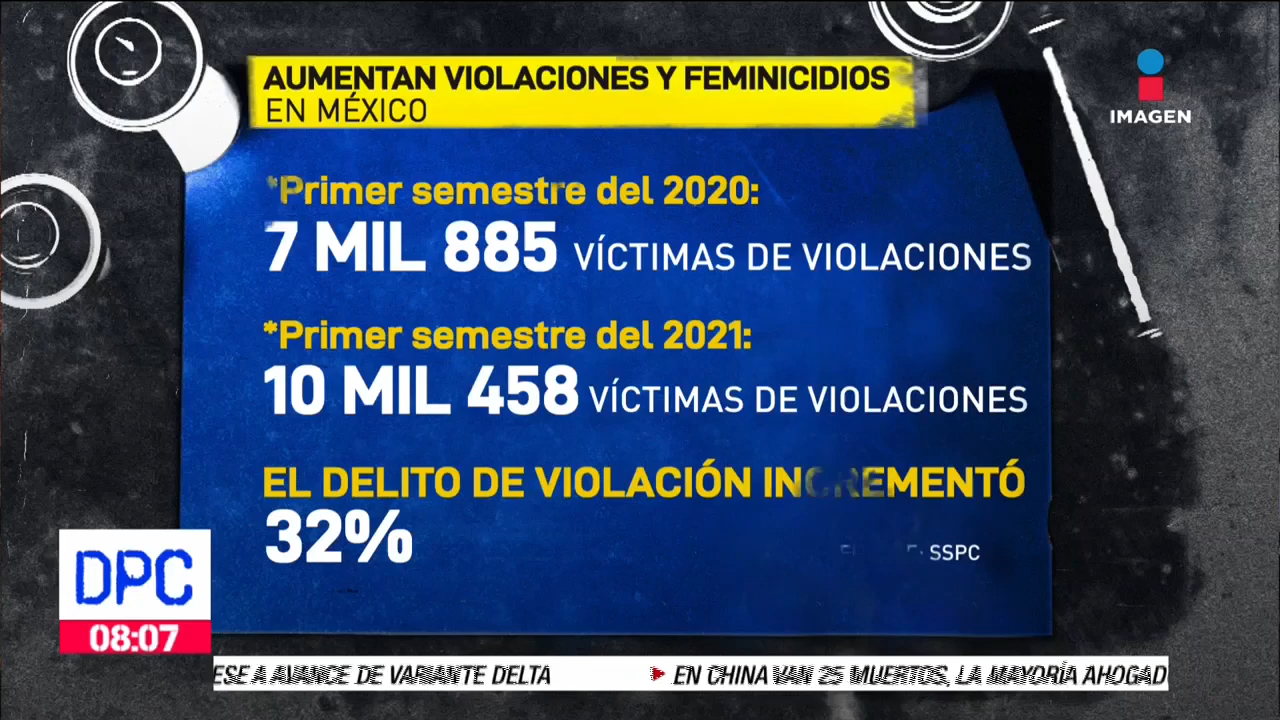 AUMENTAN VIOLACIONES Y FEMINICIDIOS
EN MÉXICO
IMAGEN
*Primer semestre del 2020:
7 MIL 885 VÍCTIMAS DE VIOLACIONES
*Primer semestre del 2021:
10 MIL 458 VÍCTIMAS DE VIOLACIONES
EL DELITO DE VIOLACIÓN INCREMENTÓ
32%
SSPC
DPC
08:07
ESE A AVANCE DE VARIANTE DELTA
EN CHINA VAN 25 MUERTOS, LA MAYORÍA AHOGAD